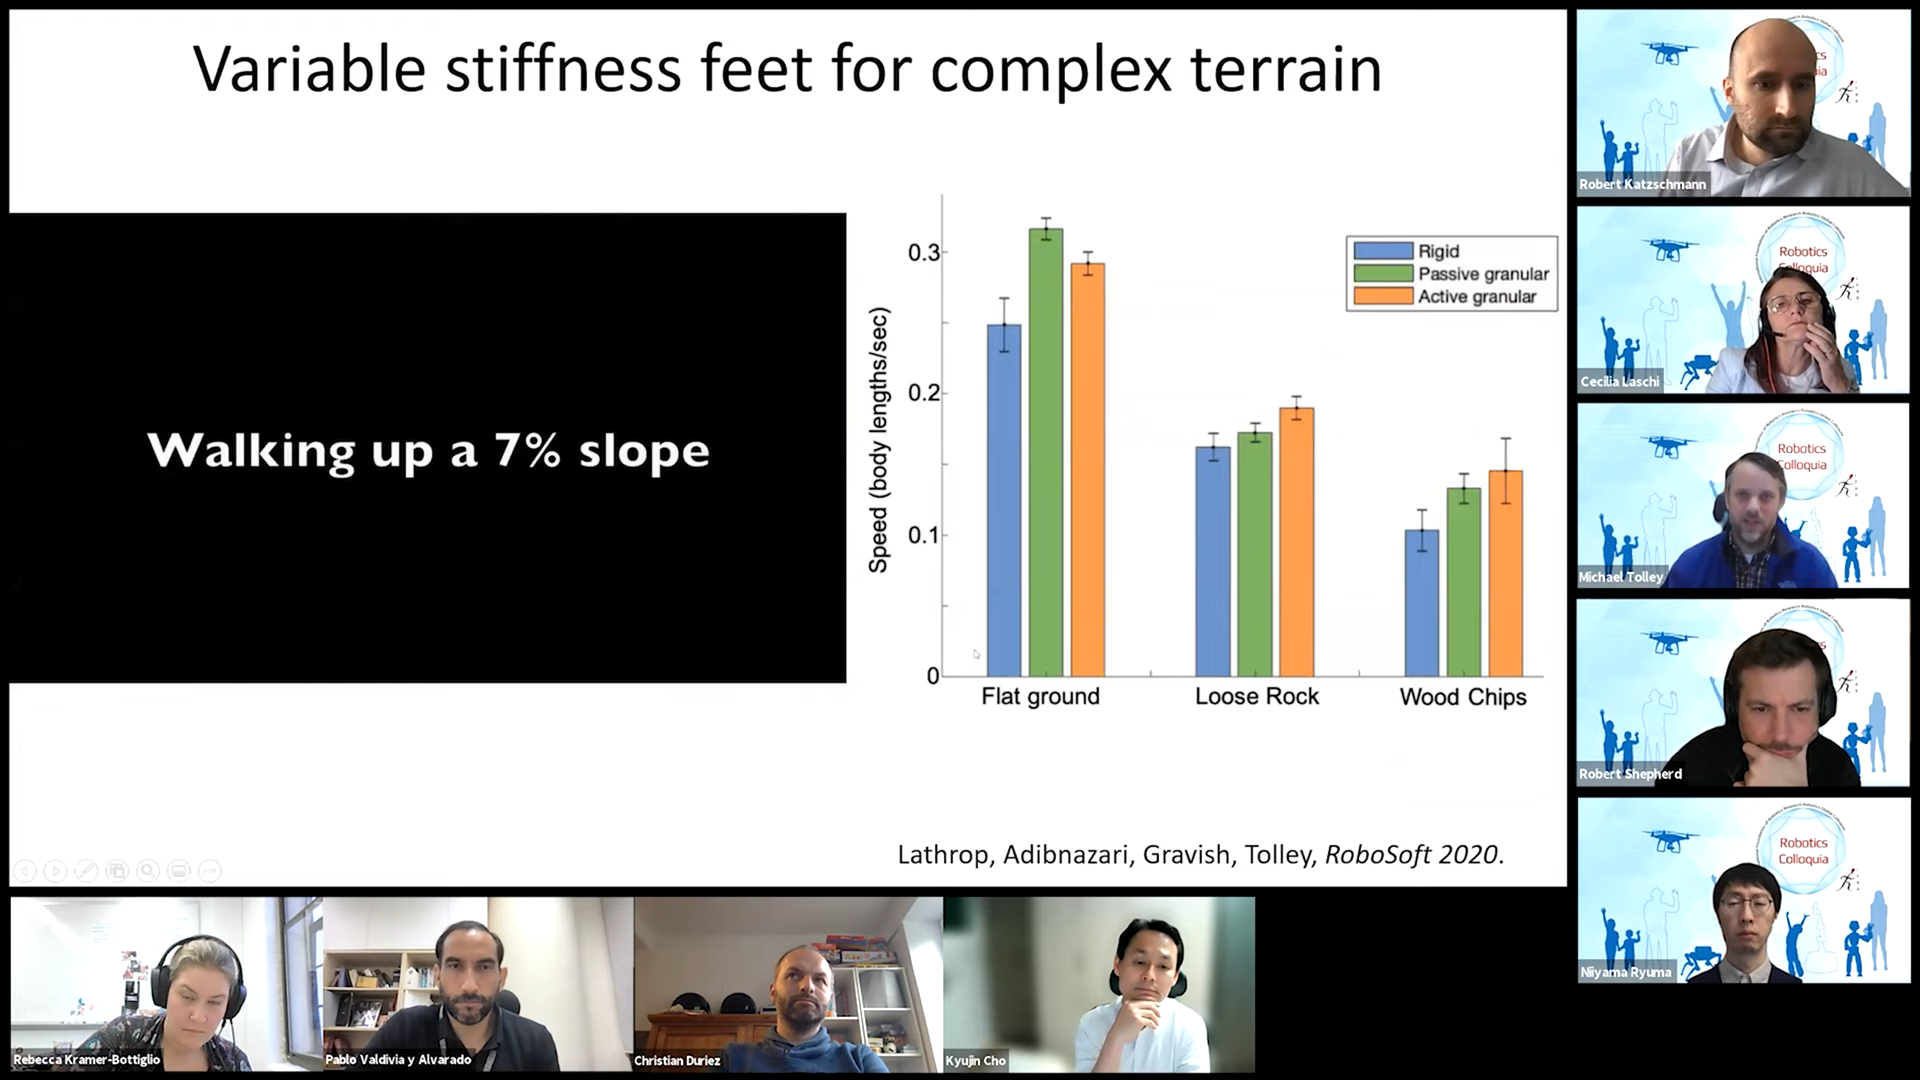 Variable stiffness feet for complex terrain
Walking up a 7% slope
Speed (body lengths/sec)
0.3
0.2
0.1
0
Rigid
Passive granular
Active granular
Flat ground
Loose Rock
Wood Chips
Lathrop, Adibnazari, Gravish, Tolley, RoboSoft 2020.
Robert Katzschmann
Robotics
Colloquia
Cecilia Laschi
Robotics
Colloquia
Michael Tolley
Robert Shepherd
Robotics
Colloquia
Niiyama Ryuma
Rebecca Kramer-Bottiglio
Pablo Valdivia y Alvarado
Christian Duriez
Kyujin Cho